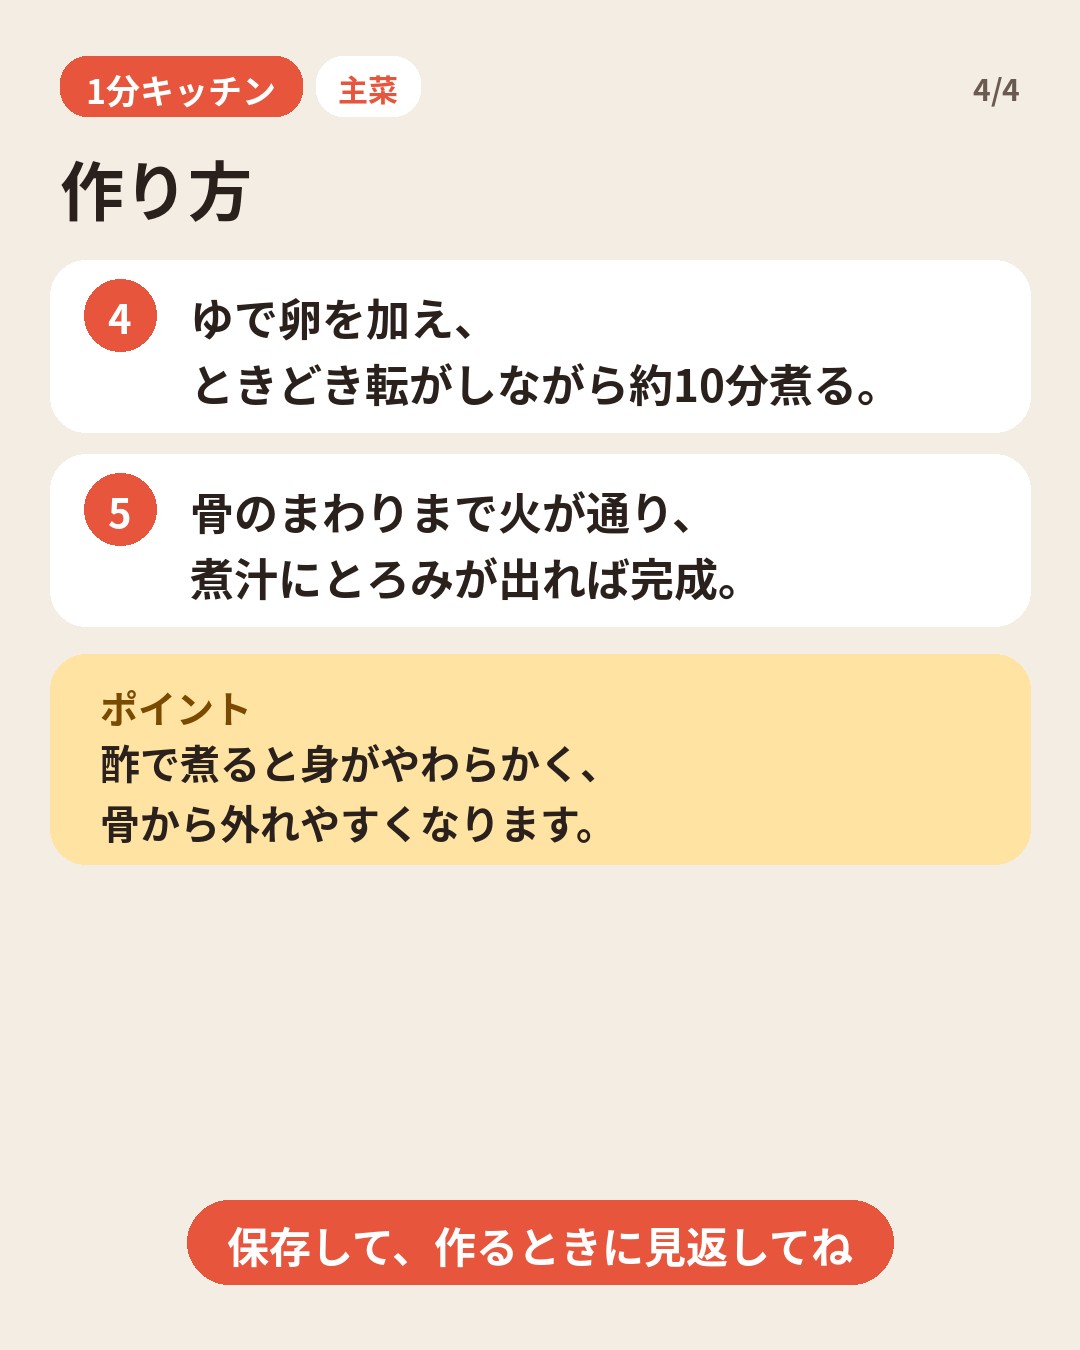 1分キッチン
主菜
4/4
作り方
4
ゆで卵を加え、
ときどき転がしながら約10分煮る。
5
骨のまわりまで火が通り、
煮汁にとろみが出れば完成。
ポイント
酢で煮ると身がやわらかく、
骨から外れやすくなります。
保存して、作るときに見返してね